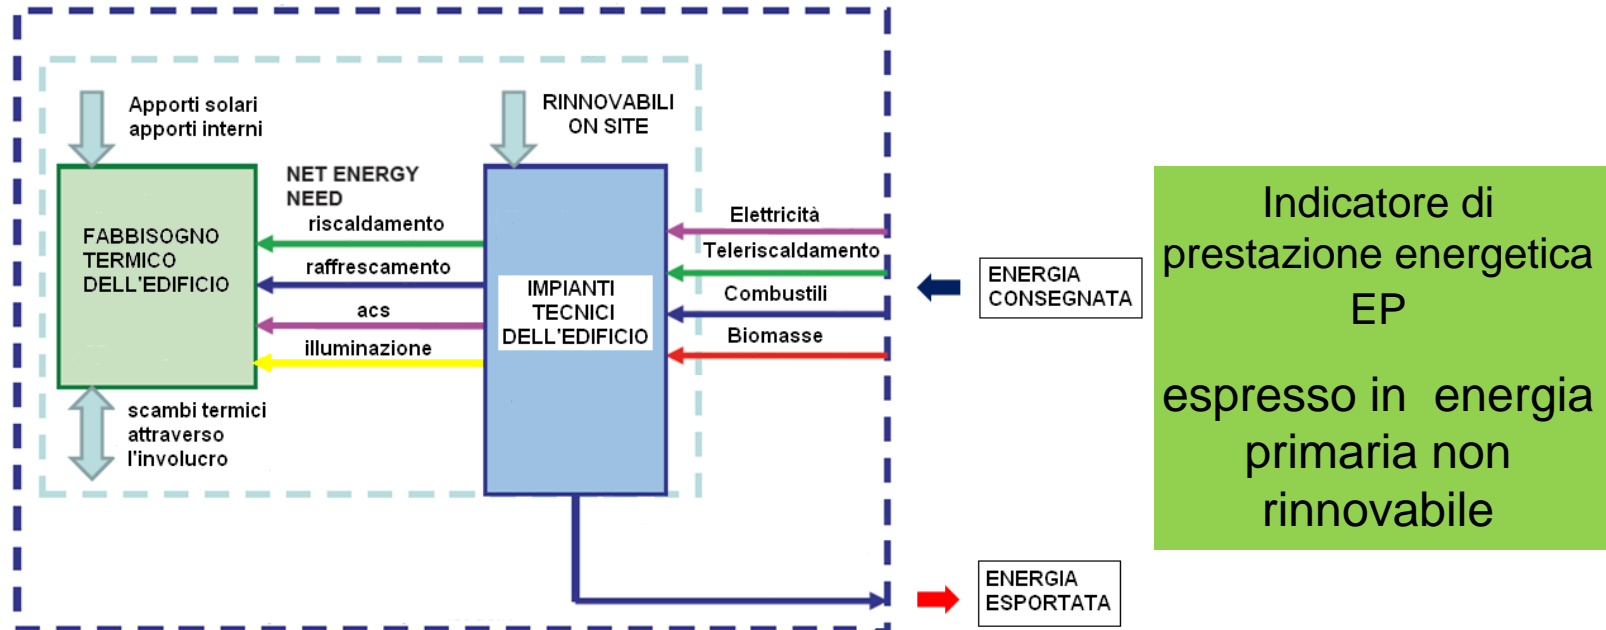 Apporti solari
apporti interni
RINNOVABILI
ON SITE
NET ENERGY
NEED
riscaldamento
raffrescamento
acs
illuminazione
FABBISOGNO
TERMICO
DELL'EDIFICIO
scambi termici
attraverso
l'involucro
IMPIANTI
TECNICI
DELL'EDIFICIO
Elettricità
Teleriscaldamento
Combustili
Biomasse
ENERGIA
CONSEGNATA
ENERGIA
ESPORTATA
Indicatore di
prestazione energetica
EP
espresso in energia
primaria non
rinnovabile